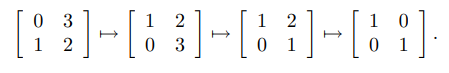 [ 0 3 ] ↦ [ 1 2 ] ↦ [ 1 2 ] ↦ [ 1 0 ]
[ 1 2 ]   [ 0 3 ]   [ 0 1 ]   [ 0 1 ] .